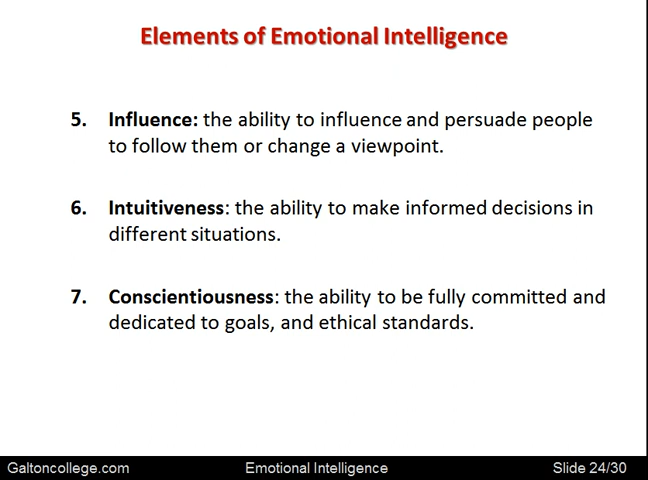 Elements of Emotional Intelligence
5. Influence: the ability to influence and persuade people
to follow them or change a viewpoint.
6. Intuitiveness: the ability to make informed decisions in
different situations.
7. Conscientiousness: the ability to be fully committed and
dedicated to goals, and ethical standards.
Galtoncollege.com Emotional Intelligence Slide 24/30